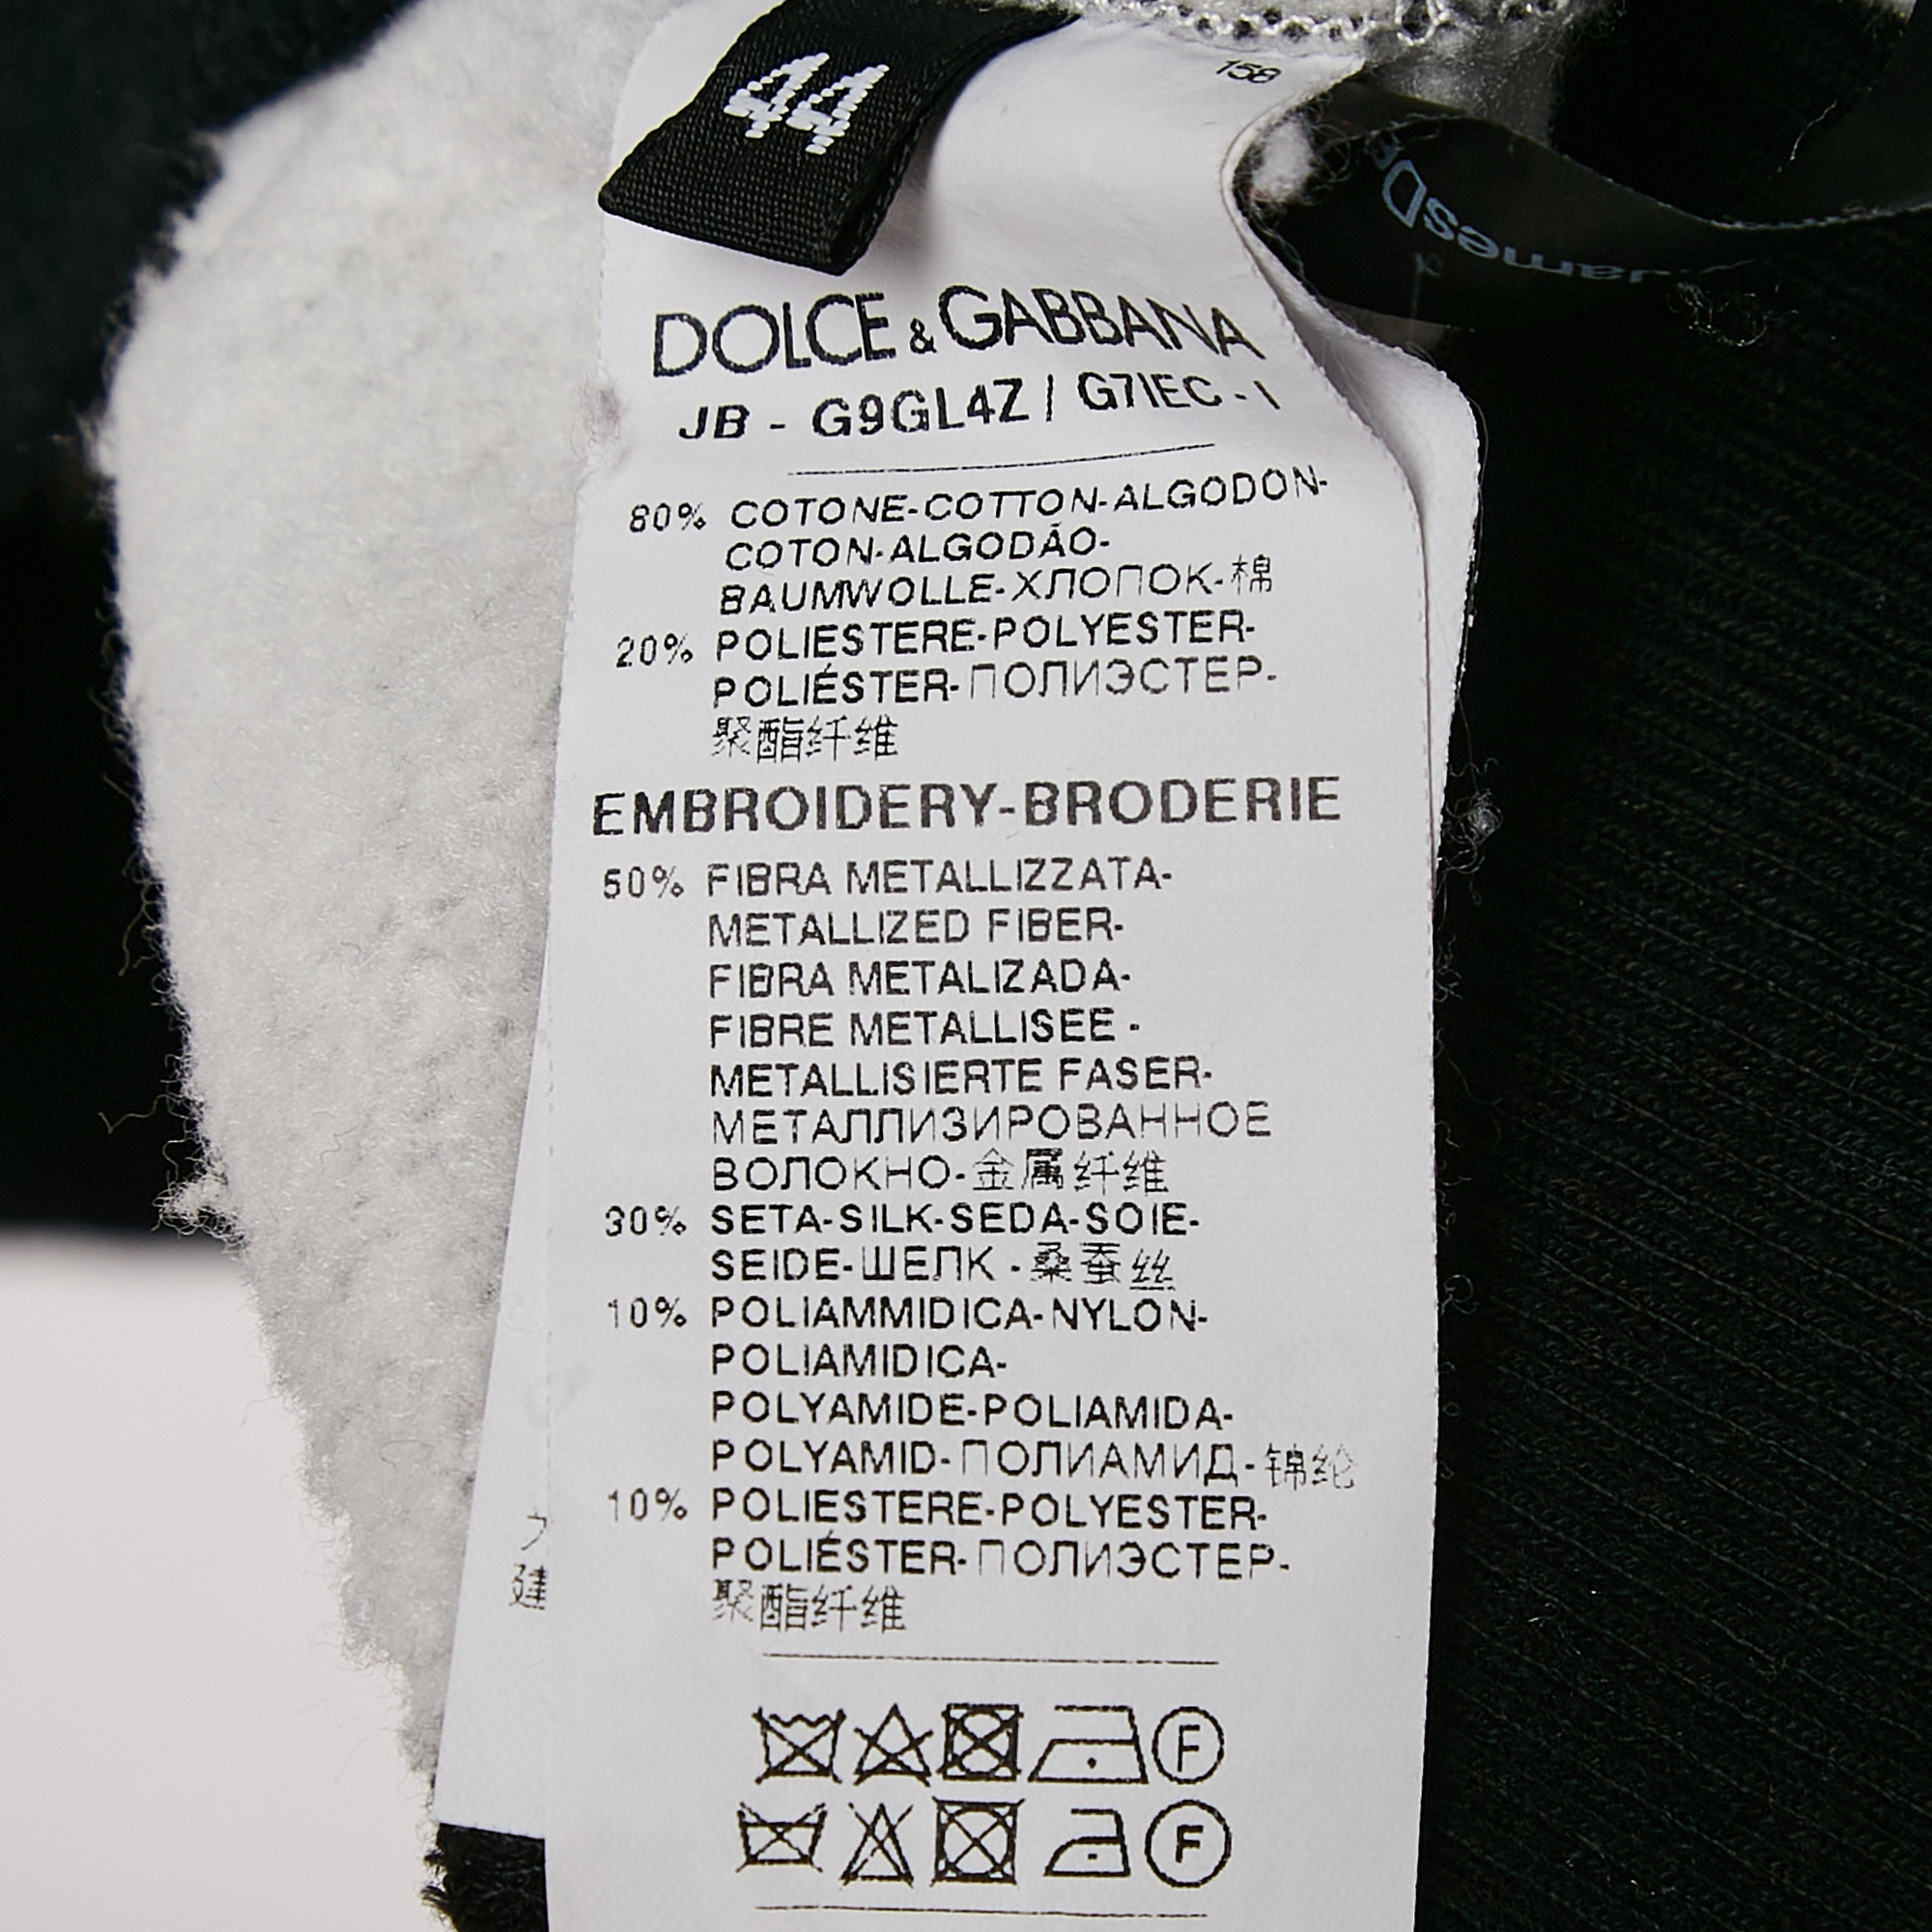 44
158
JamesD
DOLCE & GABBANA
JB - G9GL4Z / G7IEC - 1
80% COTONE-COTTON-ALGODON-
COTON-ALGODÃO-
BAUMWOLLE-ХЛОПОК-棉
20% POLIESTERE-POLYESTER-
POLIÉSTER-ПОЛИЭСТЕР-
聚酯纤维
EMBROIDERY-BRODERIE
50% FIBRA METALLIZZATA-
METALLIZED FIBER-
FIBRA METALIZADA-
FIBRE METALLISEE -
METALLISIERTE FASER-
МЕТАЛЛИЗИРОВАННОЕ
ВОЛОКНО-金属纤维
30% SETA-SILK-SEDA-SOIE-
SEIDE-ШЕЛК - 桑蚕丝
10% POLIAMMIDICA-NYLON-
POLIAMIDICA-
POLYAMIDE-POLIAMIDA-
POLYAMID-ПОЛИАМИД-锦纶
10% POLIESTERE-POLYESTER-
POLIÉSTER-ПОЛИЭСТЕР-
聚酯纤维
建
F
F